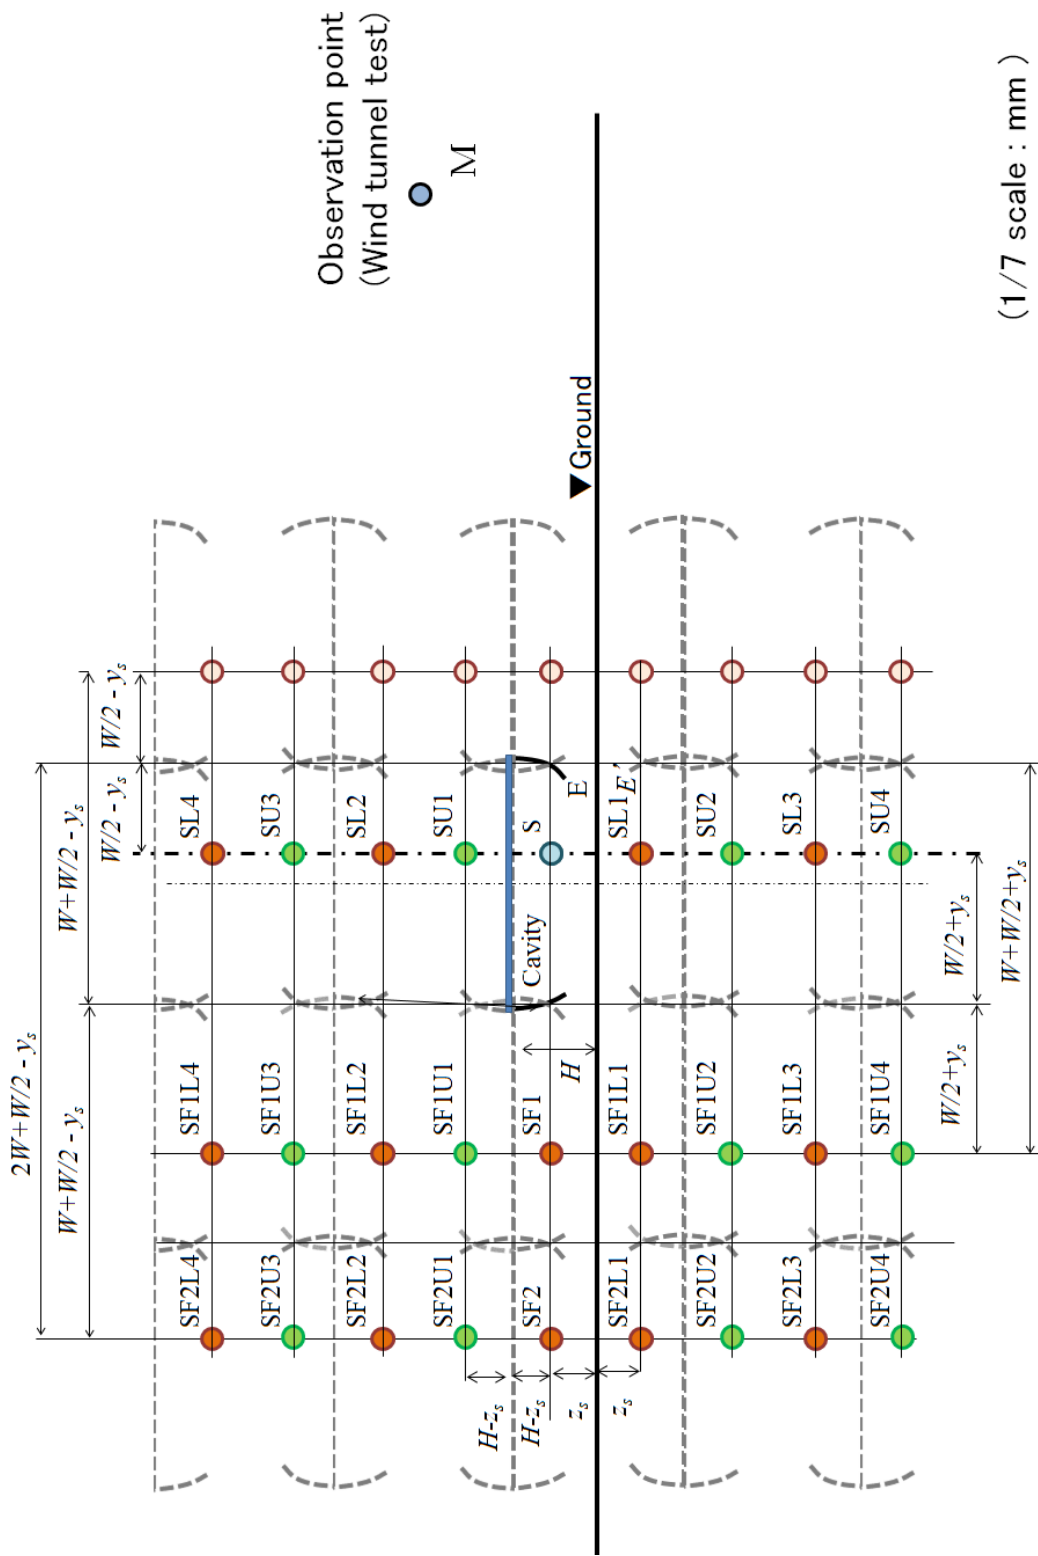 Observation point
(Wind tunnel test)
M
(1/7 scale : mm )
▼Ground
2W+W/2 - yₛ
W+W/2 - yₛ
W+W/2 - yₛ
W/2 - yₛ
W/2 - yₛ
SL4
SU3
SL2
SU1
S
SL1
SU2
SL3
SU4
E
E'
Cavity
H
SF1L4
SF1U3
SF1L2
SF1U1
SF1
SF1L1
SF1U2
SF1L3
SF1U4
SF2L4
SF2U3
SF2L2
SF2U1
SF2
SF2L1
SF2U2
SF2L3
SF2U4
H-zₛ
H-zₛ
zₛ
zₛ
W/2+yₛ
W/2+yₛ
W+W/2+yₛ